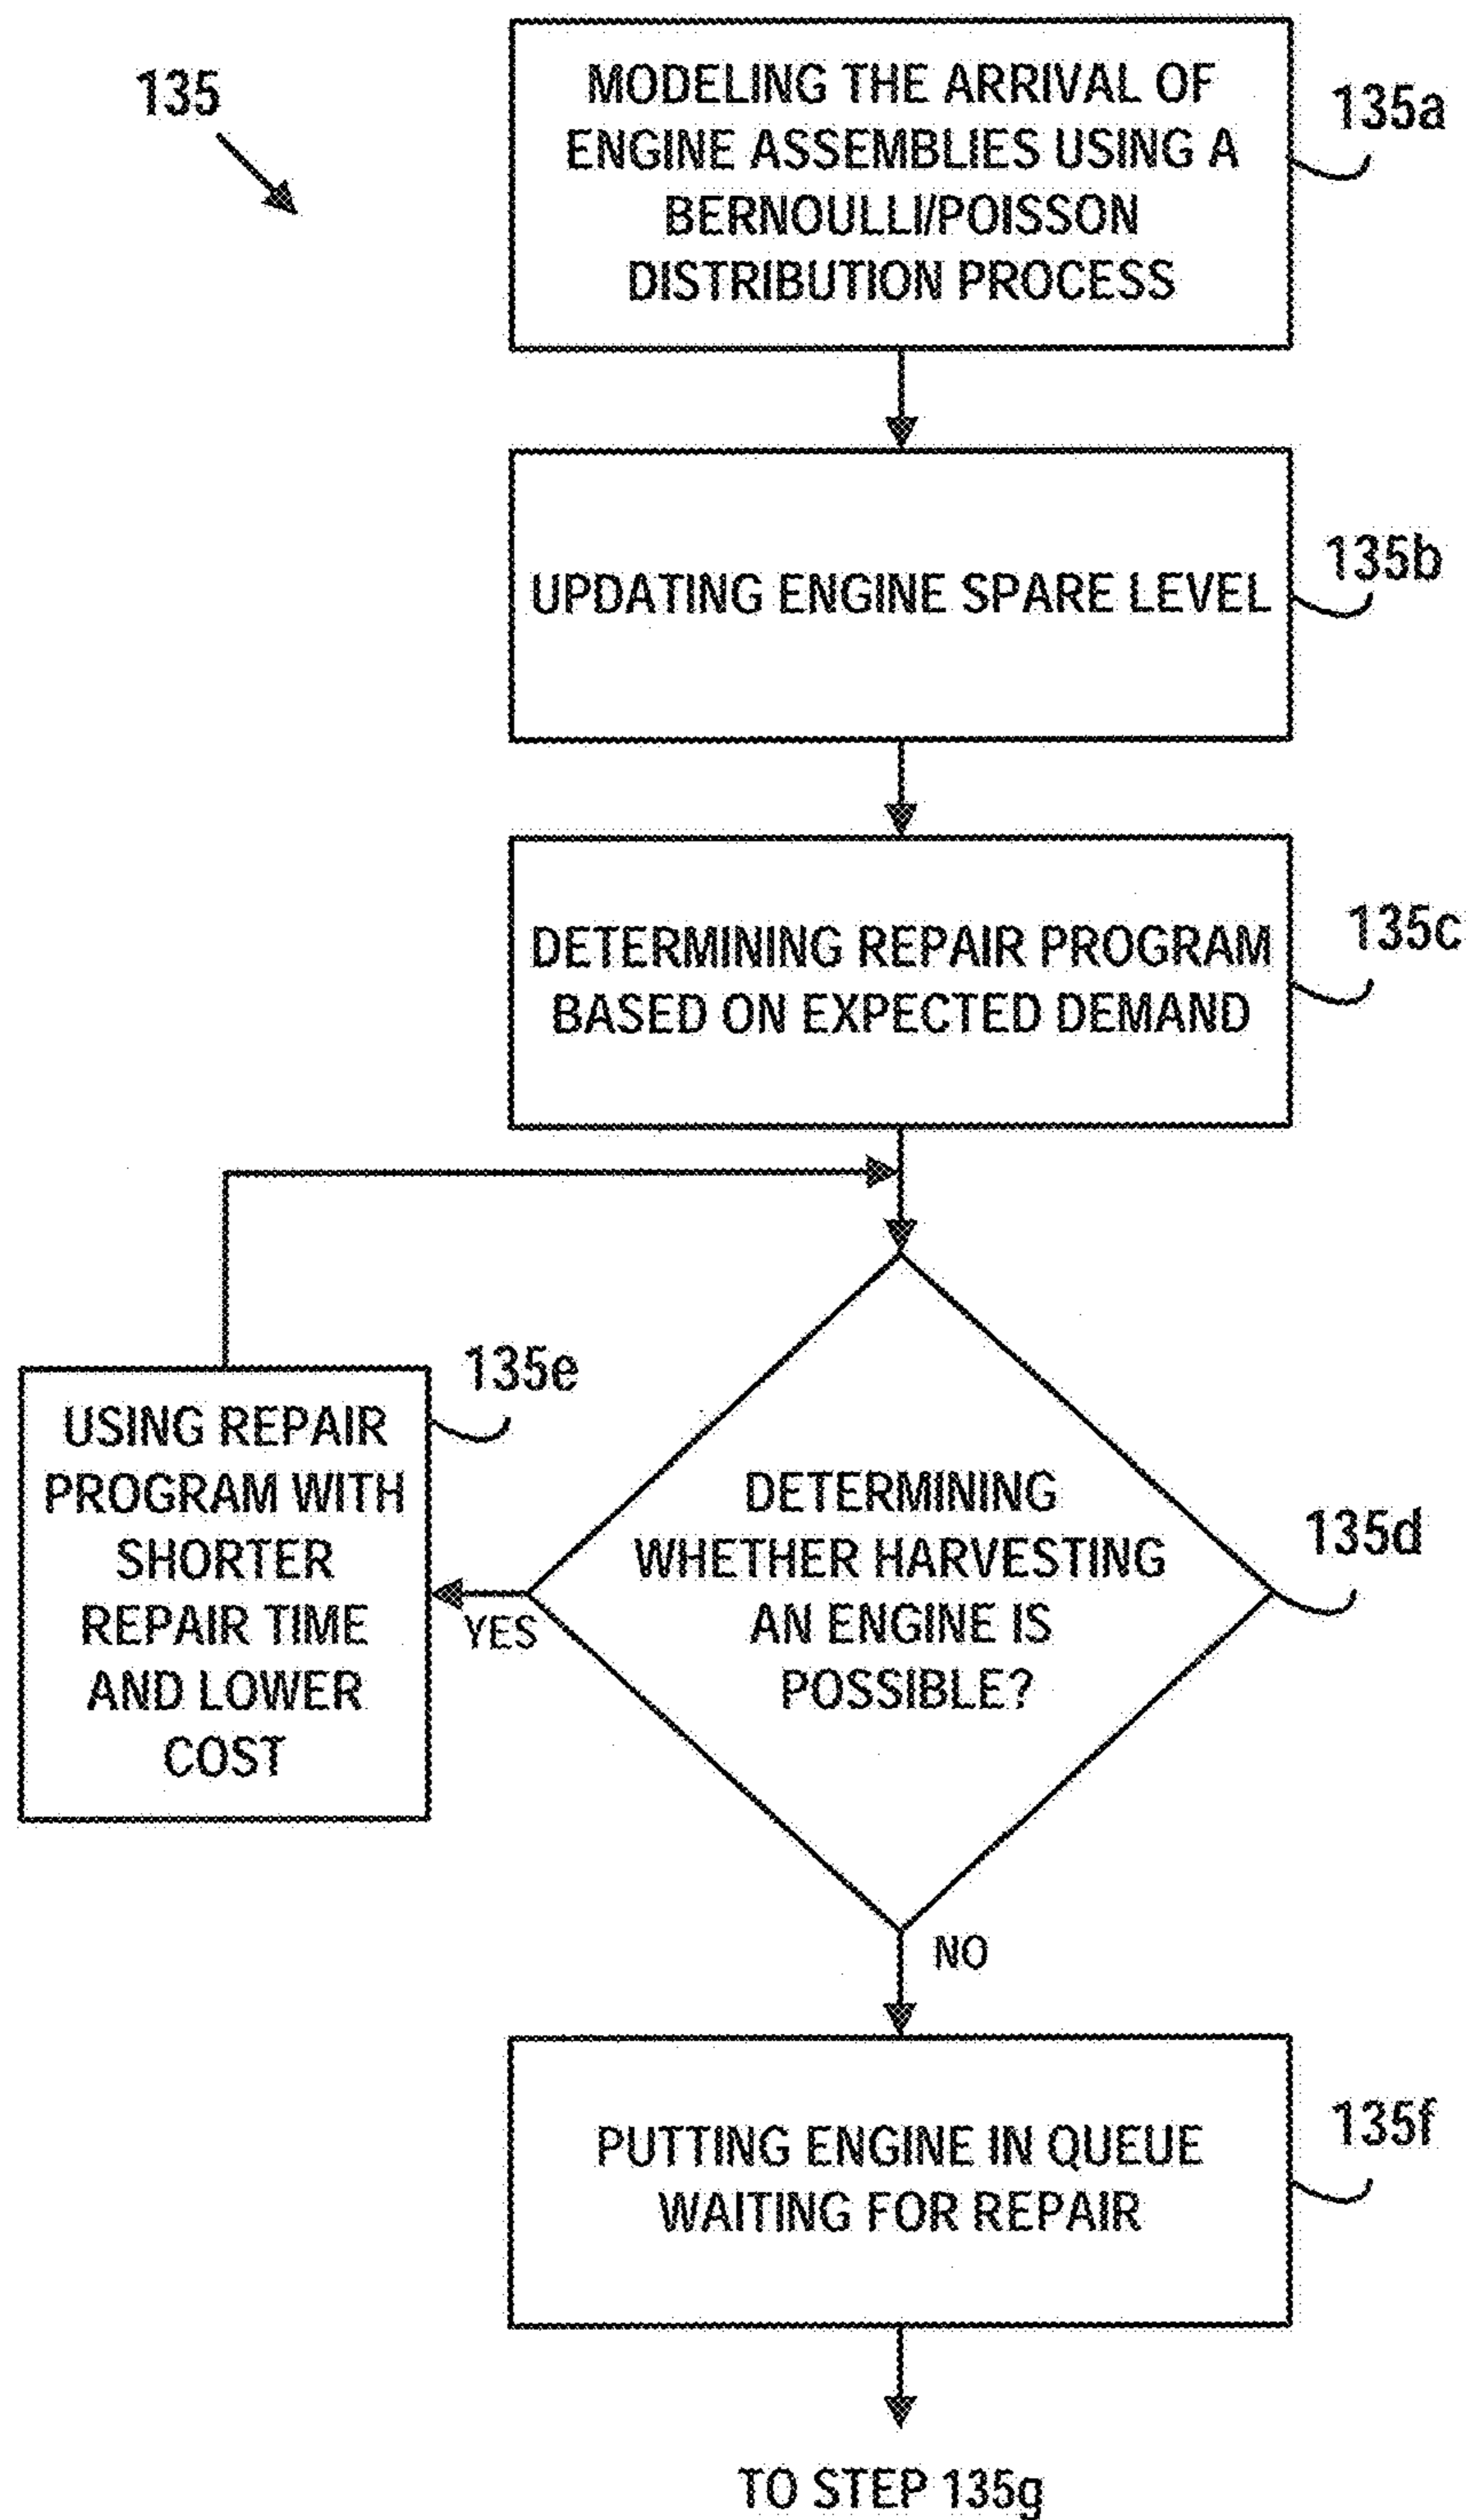 135
MODELING THE ARRIVAL OF
ENGINE ASSEMBLIES USING A
BERNOULLI/POISSON
DISTRIBUTION PROCESS
135a
UPDATING ENGINE SPARE LEVEL
135b
DETERMINING REPAIR PROGRAM
BASED ON EXPECTED DEMAND
135c
USING REPAIR
PROGRAM WITH
SHORTER
REPAIR TIME
AND LOWER
COST
135e
YES
DETERMINING
WHETHER HARVESTING
AN ENGINE IS
POSSIBLE?
135d
NO
PUTTING ENGINE IN QUEUE
WAITING FOR REPAIR
135f
TO STEP 135g